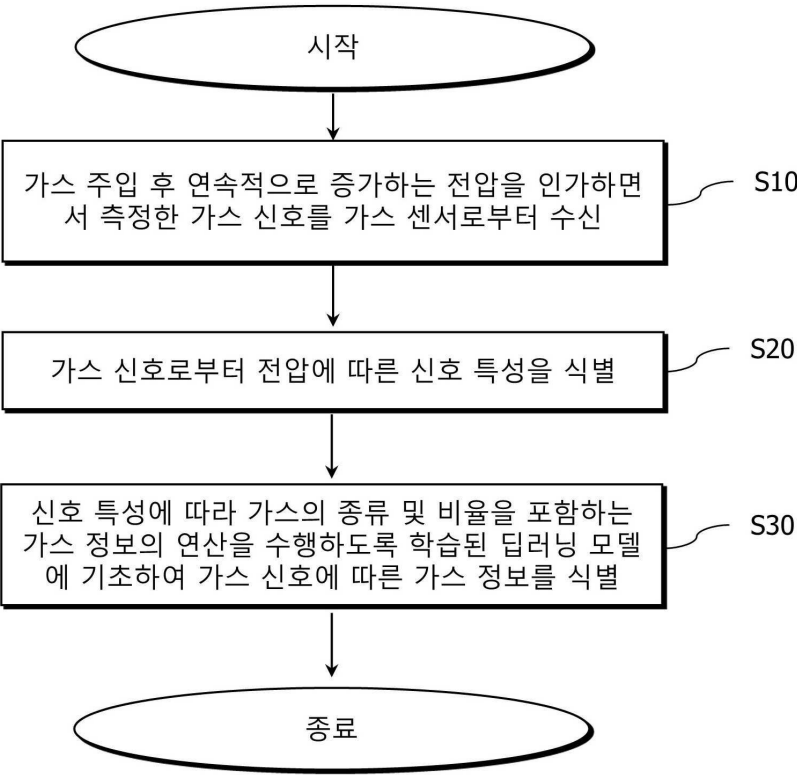 시작
가스 주입 후 연속적으로 증가하는 전압을 인가하면
서 측정한 가스 신호를 가스 센서로부터 수신
S10
가스 신호로부터 전압에 따른 신호 특성을 식별
S20
신호 특성에 따라 가스의 종류 및 비율을 포함하는
가스 정보의 연산을 수행하도록 학습된 딥러닝 모델
에 기초하여 가스 신호에 따른 가스 정보를 식별
S30
종료